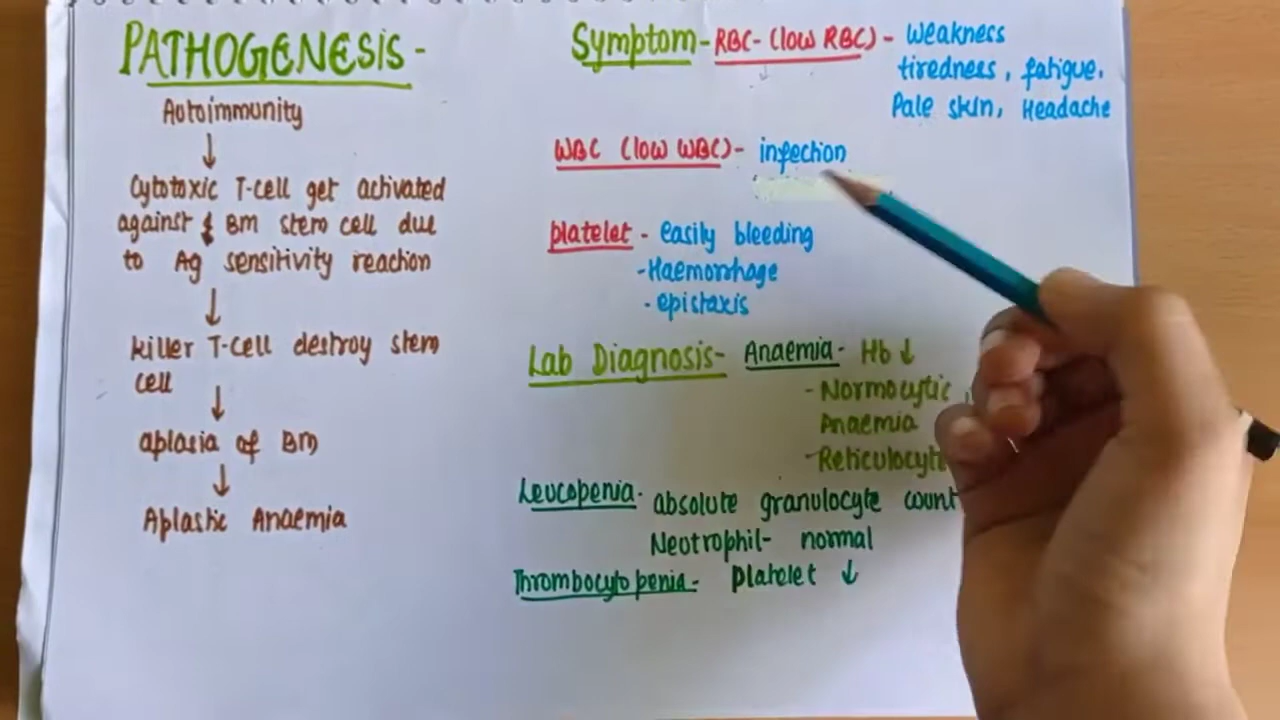 PATHOGENESIS -
Autoimmunity
↓
Cytotoxic T-cell get activated
against BM stem cell due
to Ag sensitivity reaction
↓
killer T-cell destroy stem
cell
↓
aplasia of BM
↓
Aplastic Anaemia
Symptom - RBC - (low RBC) - weakness
tiredness, fatigue.
Pale skin, Headache
WBC (low WBC) - infection
platelet - easily bleeding
- Haemorrhage
- epistaxis
Lab Diagnosis - Anaemia - Hb ↓
- Normocytic
Anaemia
- Reticulocyt
Leucopenia - absolute granulocyte count
Neutrophil - normal
Thrombocytopenia - Platelet ↓